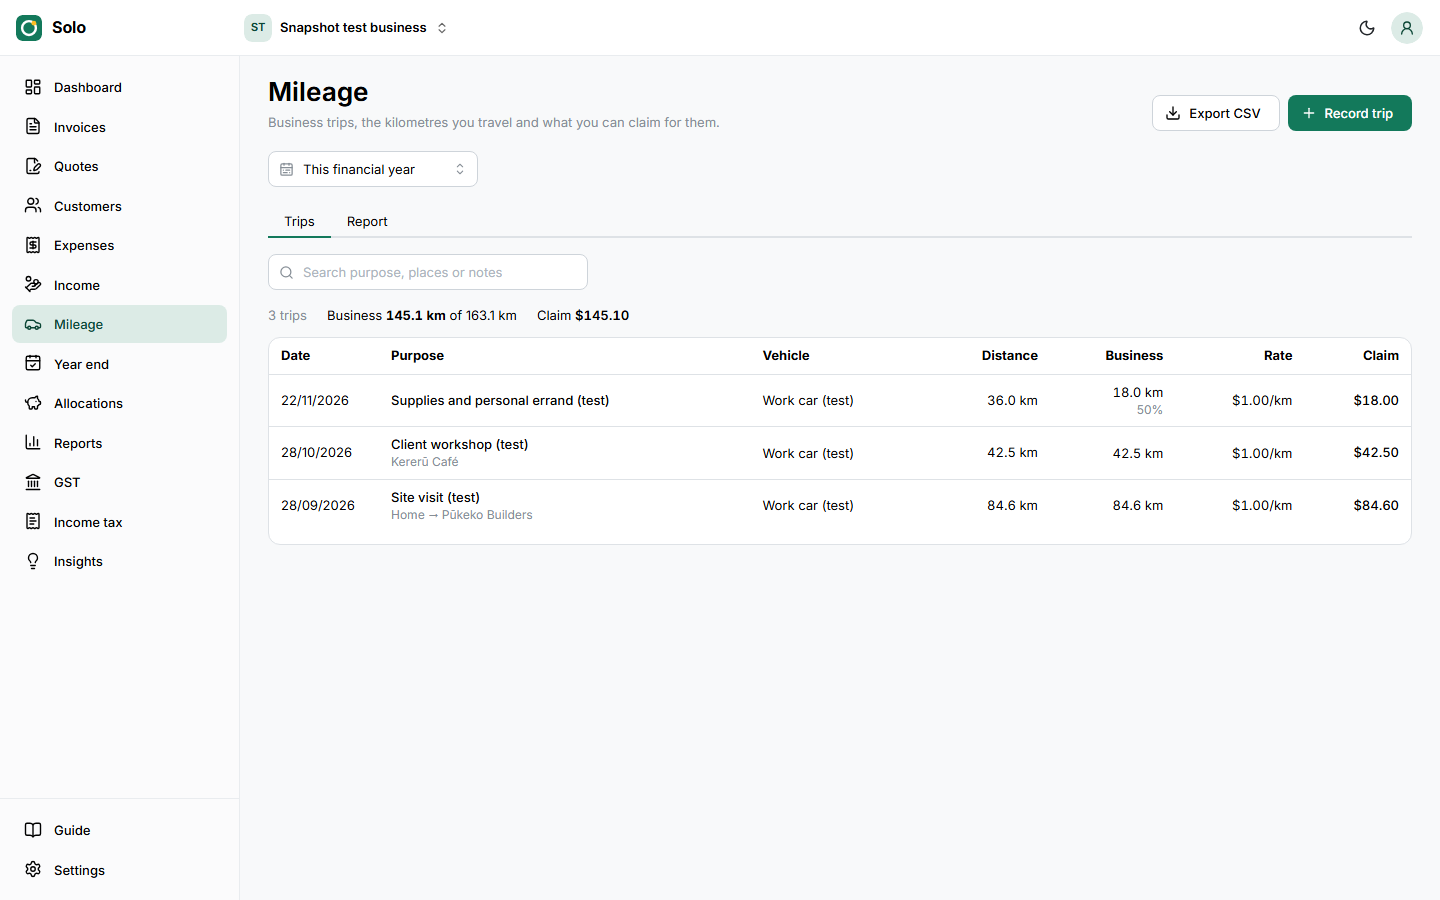 Solo
ST Snapshot test business
Dashboard
Invoices
Quotes
Customers
Expenses
Income
Mileage
Year end
Allocations
Reports
GST
Income tax
Insights
Guide
Settings
Mileage
Business trips, the kilometres you travel and what you can claim for them.
Export CSV
Record trip
This financial year
Trips Report
Search purpose, places or notes
3 trips Business 145.1 km of 163.1 km Claim $145.10
Date Purpose Vehicle Distance Business Rate Claim
22/11/2026 Supplies and personal errand (test) Work car (test) 36.0 km 18.0 km $1.00/km $18.00
50%
28/10/2026 Client workshop (test) Work car (test) 42.5 km 42.5 km $1.00/km $42.50
Kererū Café
28/09/2026 Site visit (test) Work car (test) 84.6 km 84.6 km $1.00/km $84.60
Home → Pūkeko Builders